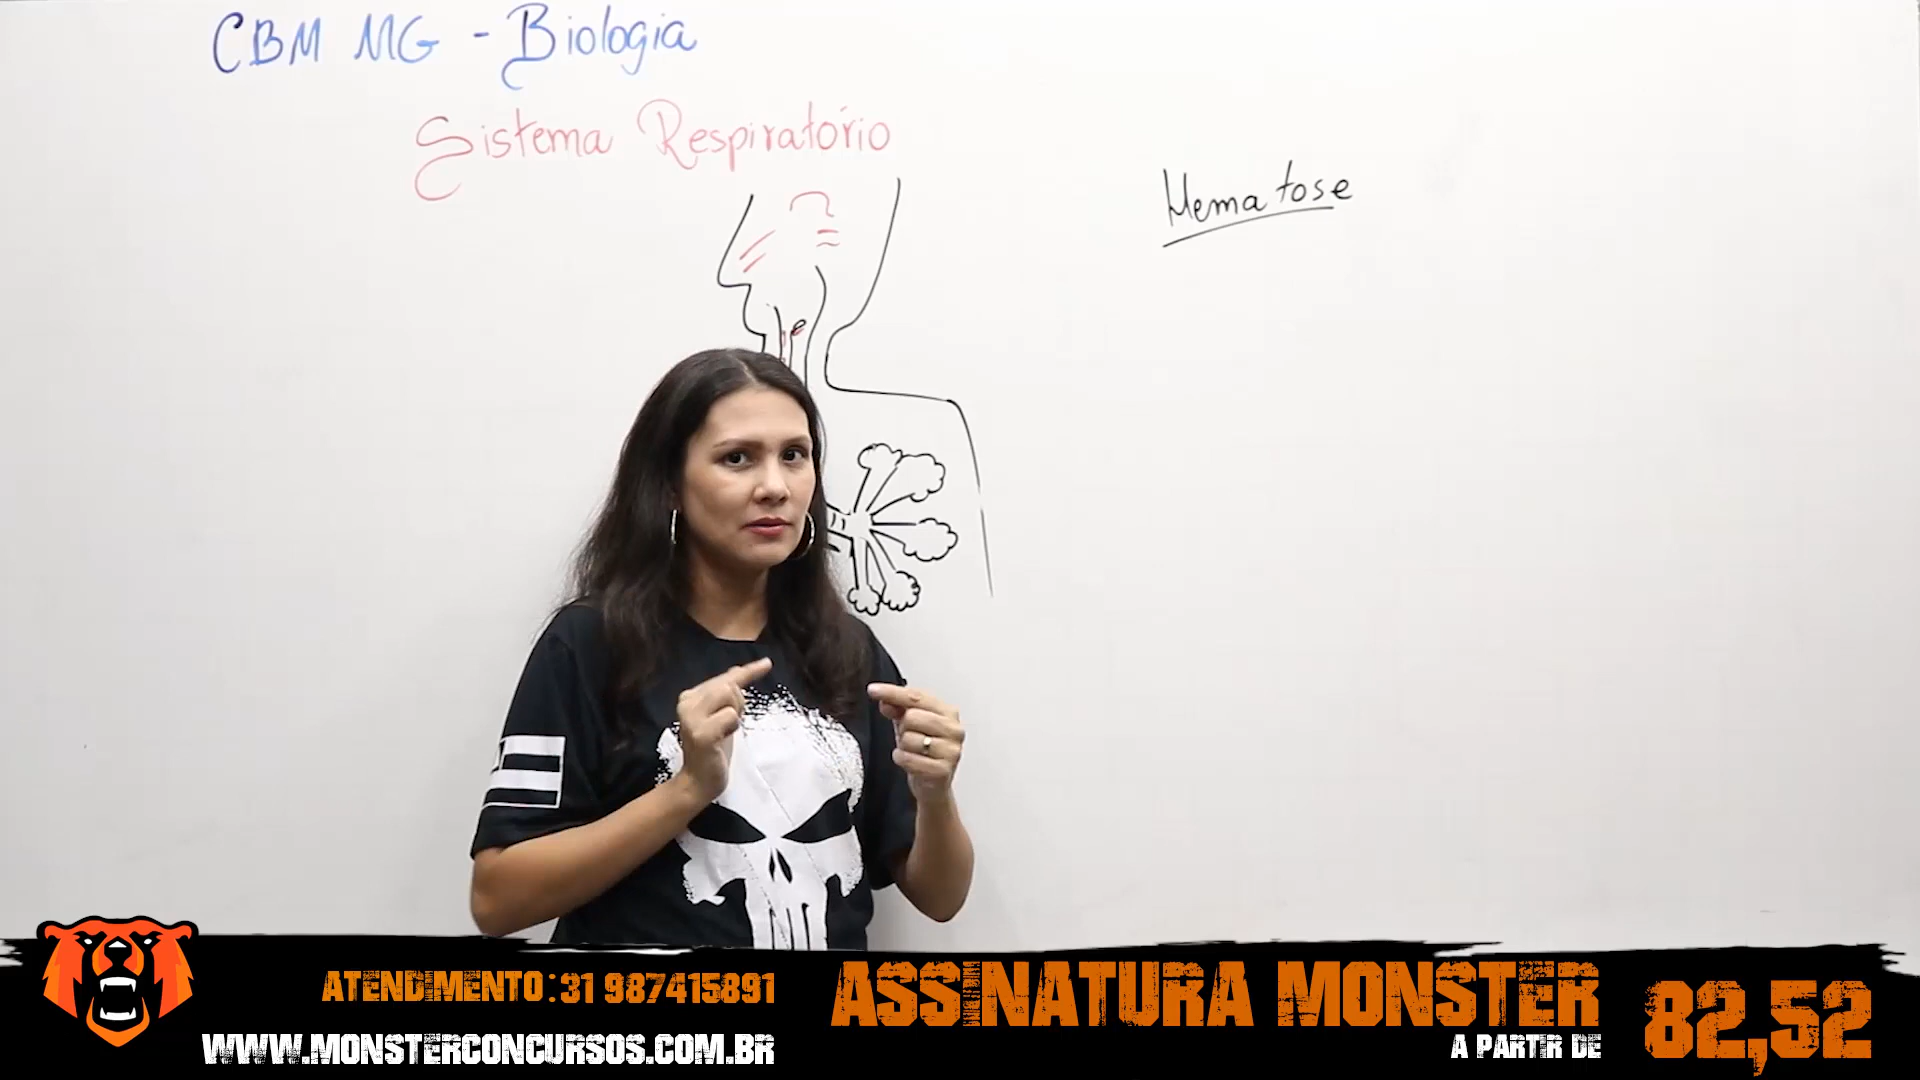 CBM MG - Biologia
Sistema Respiratório
Hematose
ATENDIMENTO: 31 987415891
WWW.MONSTERCONCURSOS.COM.BR
ASSINATURA MONSTER
A PARTIR DE
82,52